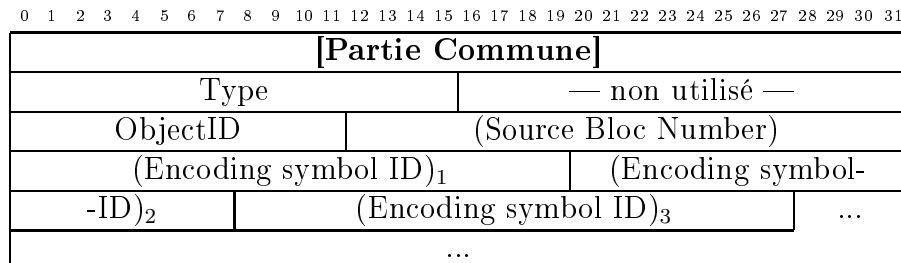 0 1 2 3 4 5 6 7 8 9 10 11 12 13 14 15 16 17 18 19 20 21 22 23 24 25 26 27 28 29 30 31
[Partie Commune]
Type — non utilisé —
ObjectID (Source Bloc Number)
(Encoding symbol ID)₁ (Encoding symbol-
-ID)₂ (Encoding symbol ID)₃ ...
...